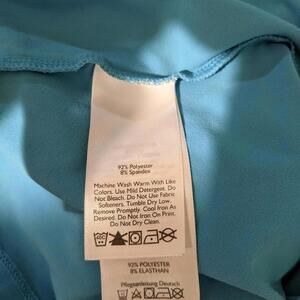 92% Polyester
8% Spandex
Machine Wash Warm With Like
Colors. Use Mild Detergent. Do
Not Bleach. Do Not Use Fabric
Softeners. Tumble Dry Low.
Remove Promptly. Cool Iron As
Desired. Do Not Iron On Print.
Do Not Dry Clean.
92% POLYESTER
8% ELASTHAN
Pflegeanleitung Deutsch